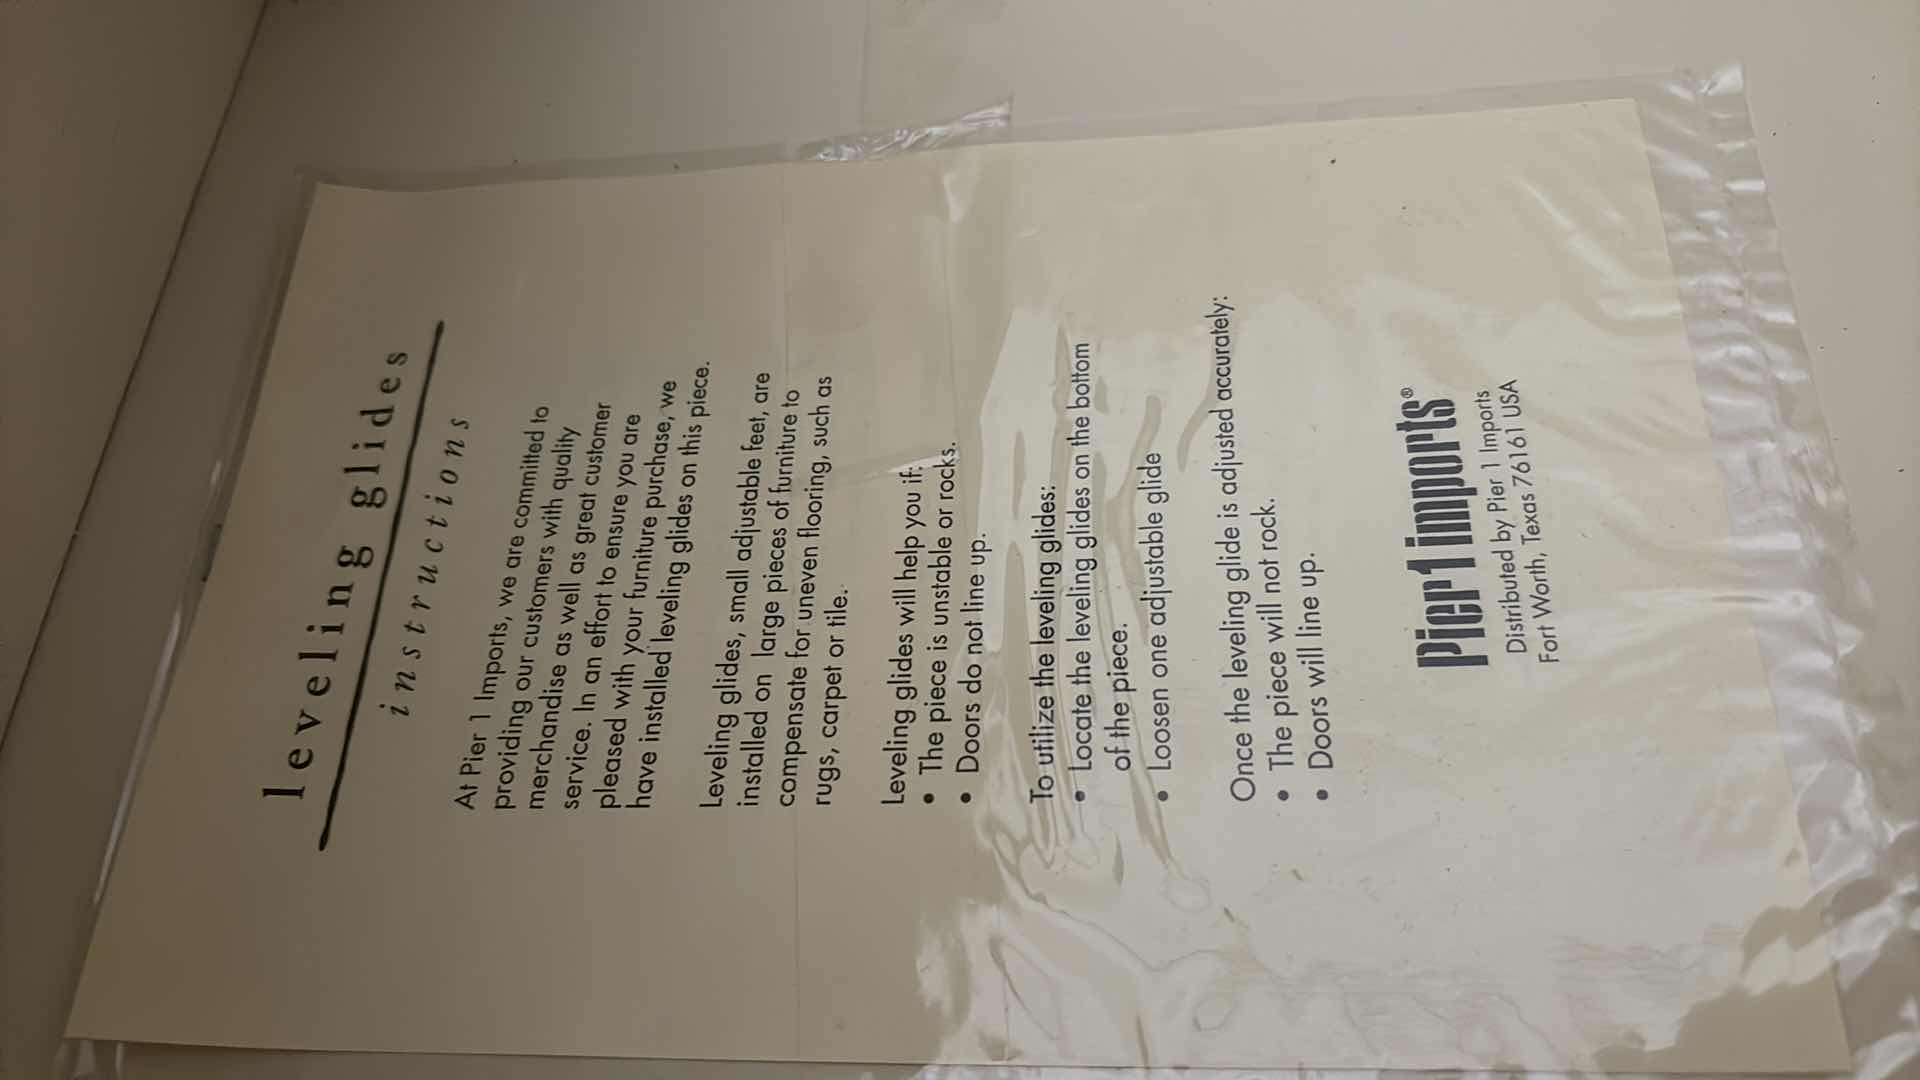 leveling glides
instructions
At Pier 1 Imports, we are committed to
providing our customers with quality
merchandise as well as great customer
service. In an effort to ensure you are
pleased with your furniture purchase, we
have installed leveling glides on this piece.
Leveling glides, small adjustable feet, are
installed on large pieces of furniture to
compensate for uneven flooring, such as
rugs, carpet or tile.
Leveling glides will help you if:
• The piece is unstable or rocks.
• Doors do not line up.
To utilize the leveling glides:
• Locate the leveling glides on the bottom
of the piece.
• Loosen one adjustable glide
Once the leveling glide is adjusted accurately:
• The piece will not rock.
• Doors will line up.
Pier1imports®
Distributed by Pier 1 Imports
Fort Worth, Texas 76161 USA